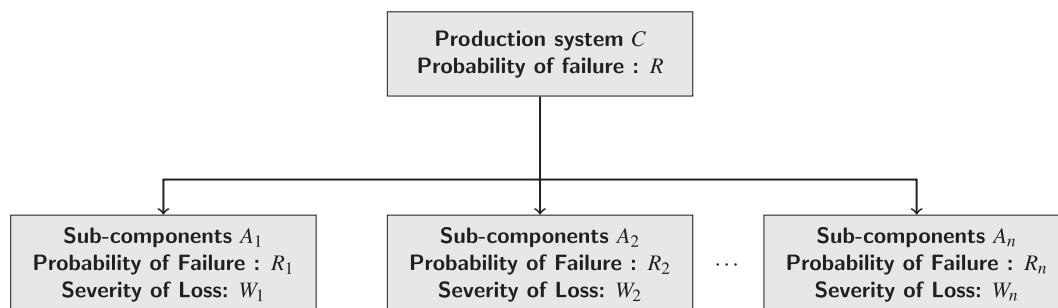 Production system C
Probability of failure : R
Sub-components A₁
Probability of Failure : R₁
Severity of Loss: W₁
Sub-components A₂
Probability of Failure : R₂
Severity of Loss: W₂
...
Sub-components Aₙ
Probability of Failure : Rₙ
Severity of Loss: Wₙ